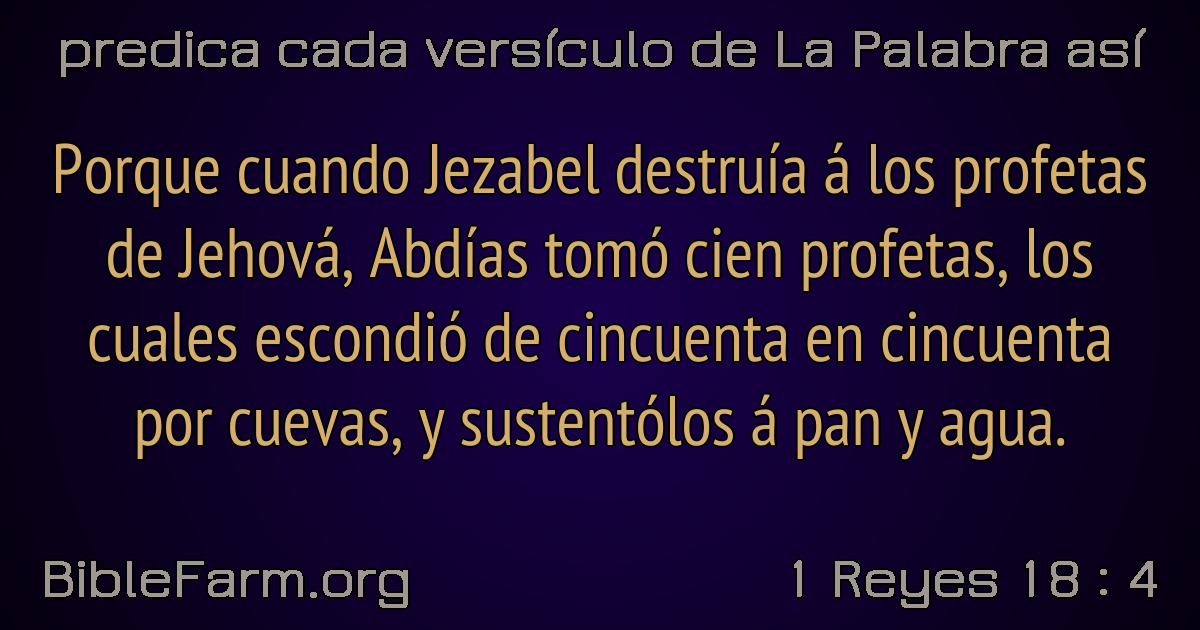 predica cada versículo de La Palabra así
Porque cuando Jezabel destruía á los profetas
de Jehová, Abdías tomó cien profetas, los
cuales escondió de cincuenta en cincuenta
por cuevas, y sustentólos á pan y agua.
BibleFarm.org
1 Reyes 18 : 4